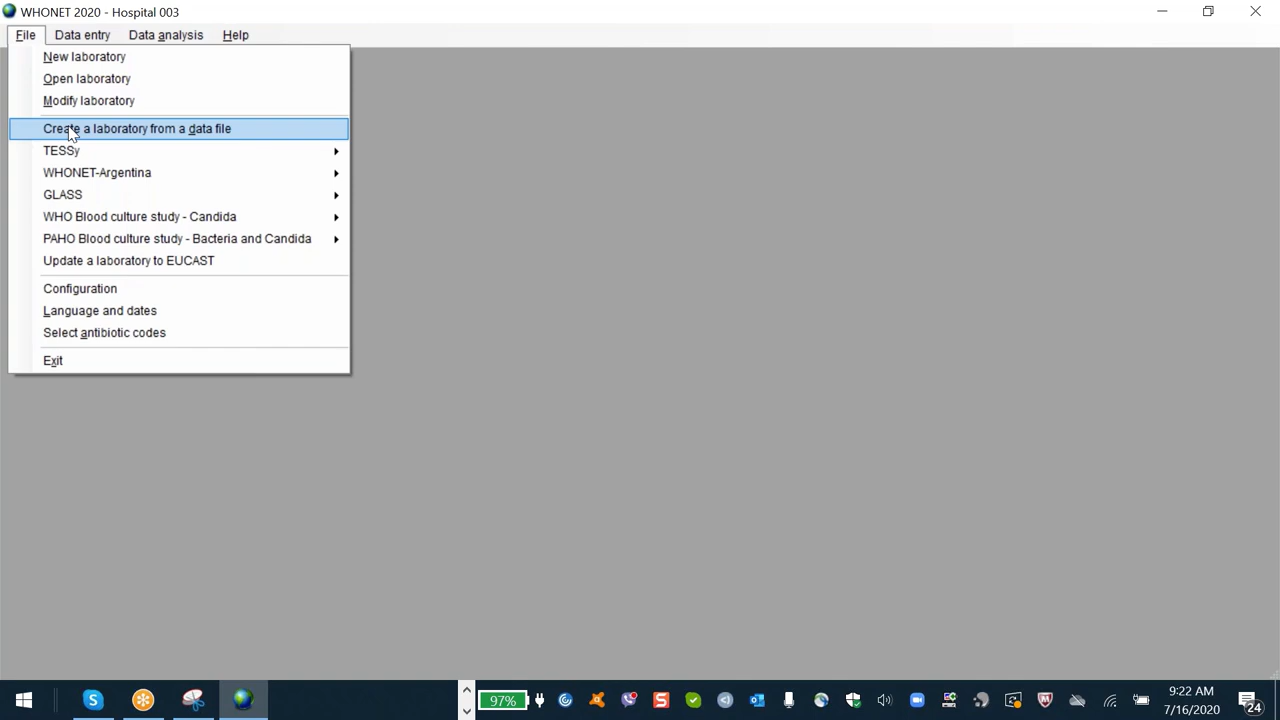 WHONET 2020 - Hospital 003
File Data entry Data analysis Help
New laboratory
Open laboratory
Modify laboratory
Create a laboratory from a data file
TESSy
WHONET-Argentina
GLASS
WHO Blood culture study - Candida
PAHO Blood culture study - Bacteria and Candida
Update a laboratory to EUCAST
Configuration
Language and dates
Select antibiotic codes
Exit
97%
9:22 AM
7/16/2020
24